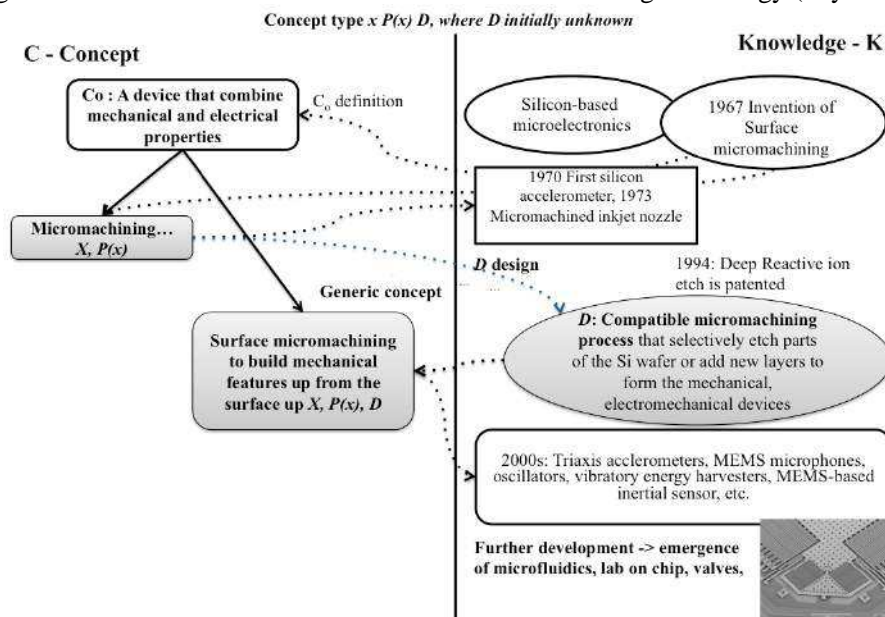 Concept type x P(x) D, where D initially unknown
C - Concept
Knowledge - K
Co : A device that combine
mechanical and electrical
properties
Co definition
Silicon-based
microelectronics
1967 Invention of
Surface
micromachining
1970 First silicon
accelerometer, 1973
Micromachined inkjet nozzle
Micromachining…
X, P(x)
D design
1994: Deep Reactive ion
etch is patented
Generic concept
Surface micromachining
to build mechanical
features up from the
surface up X, P(x), D
D: Compatible micromachining
process that selectively etch parts
of the Si wafer or add new layers to
form the mechanical,
electromechanical devices
2000s: Triaxis acclerometers, MEMS microphones,
oscillators, vibratory energy harvesters, MEMS-based
inertial sensor, etc.
Further development -> emergence
of microfluidics, lab on chip, valves,